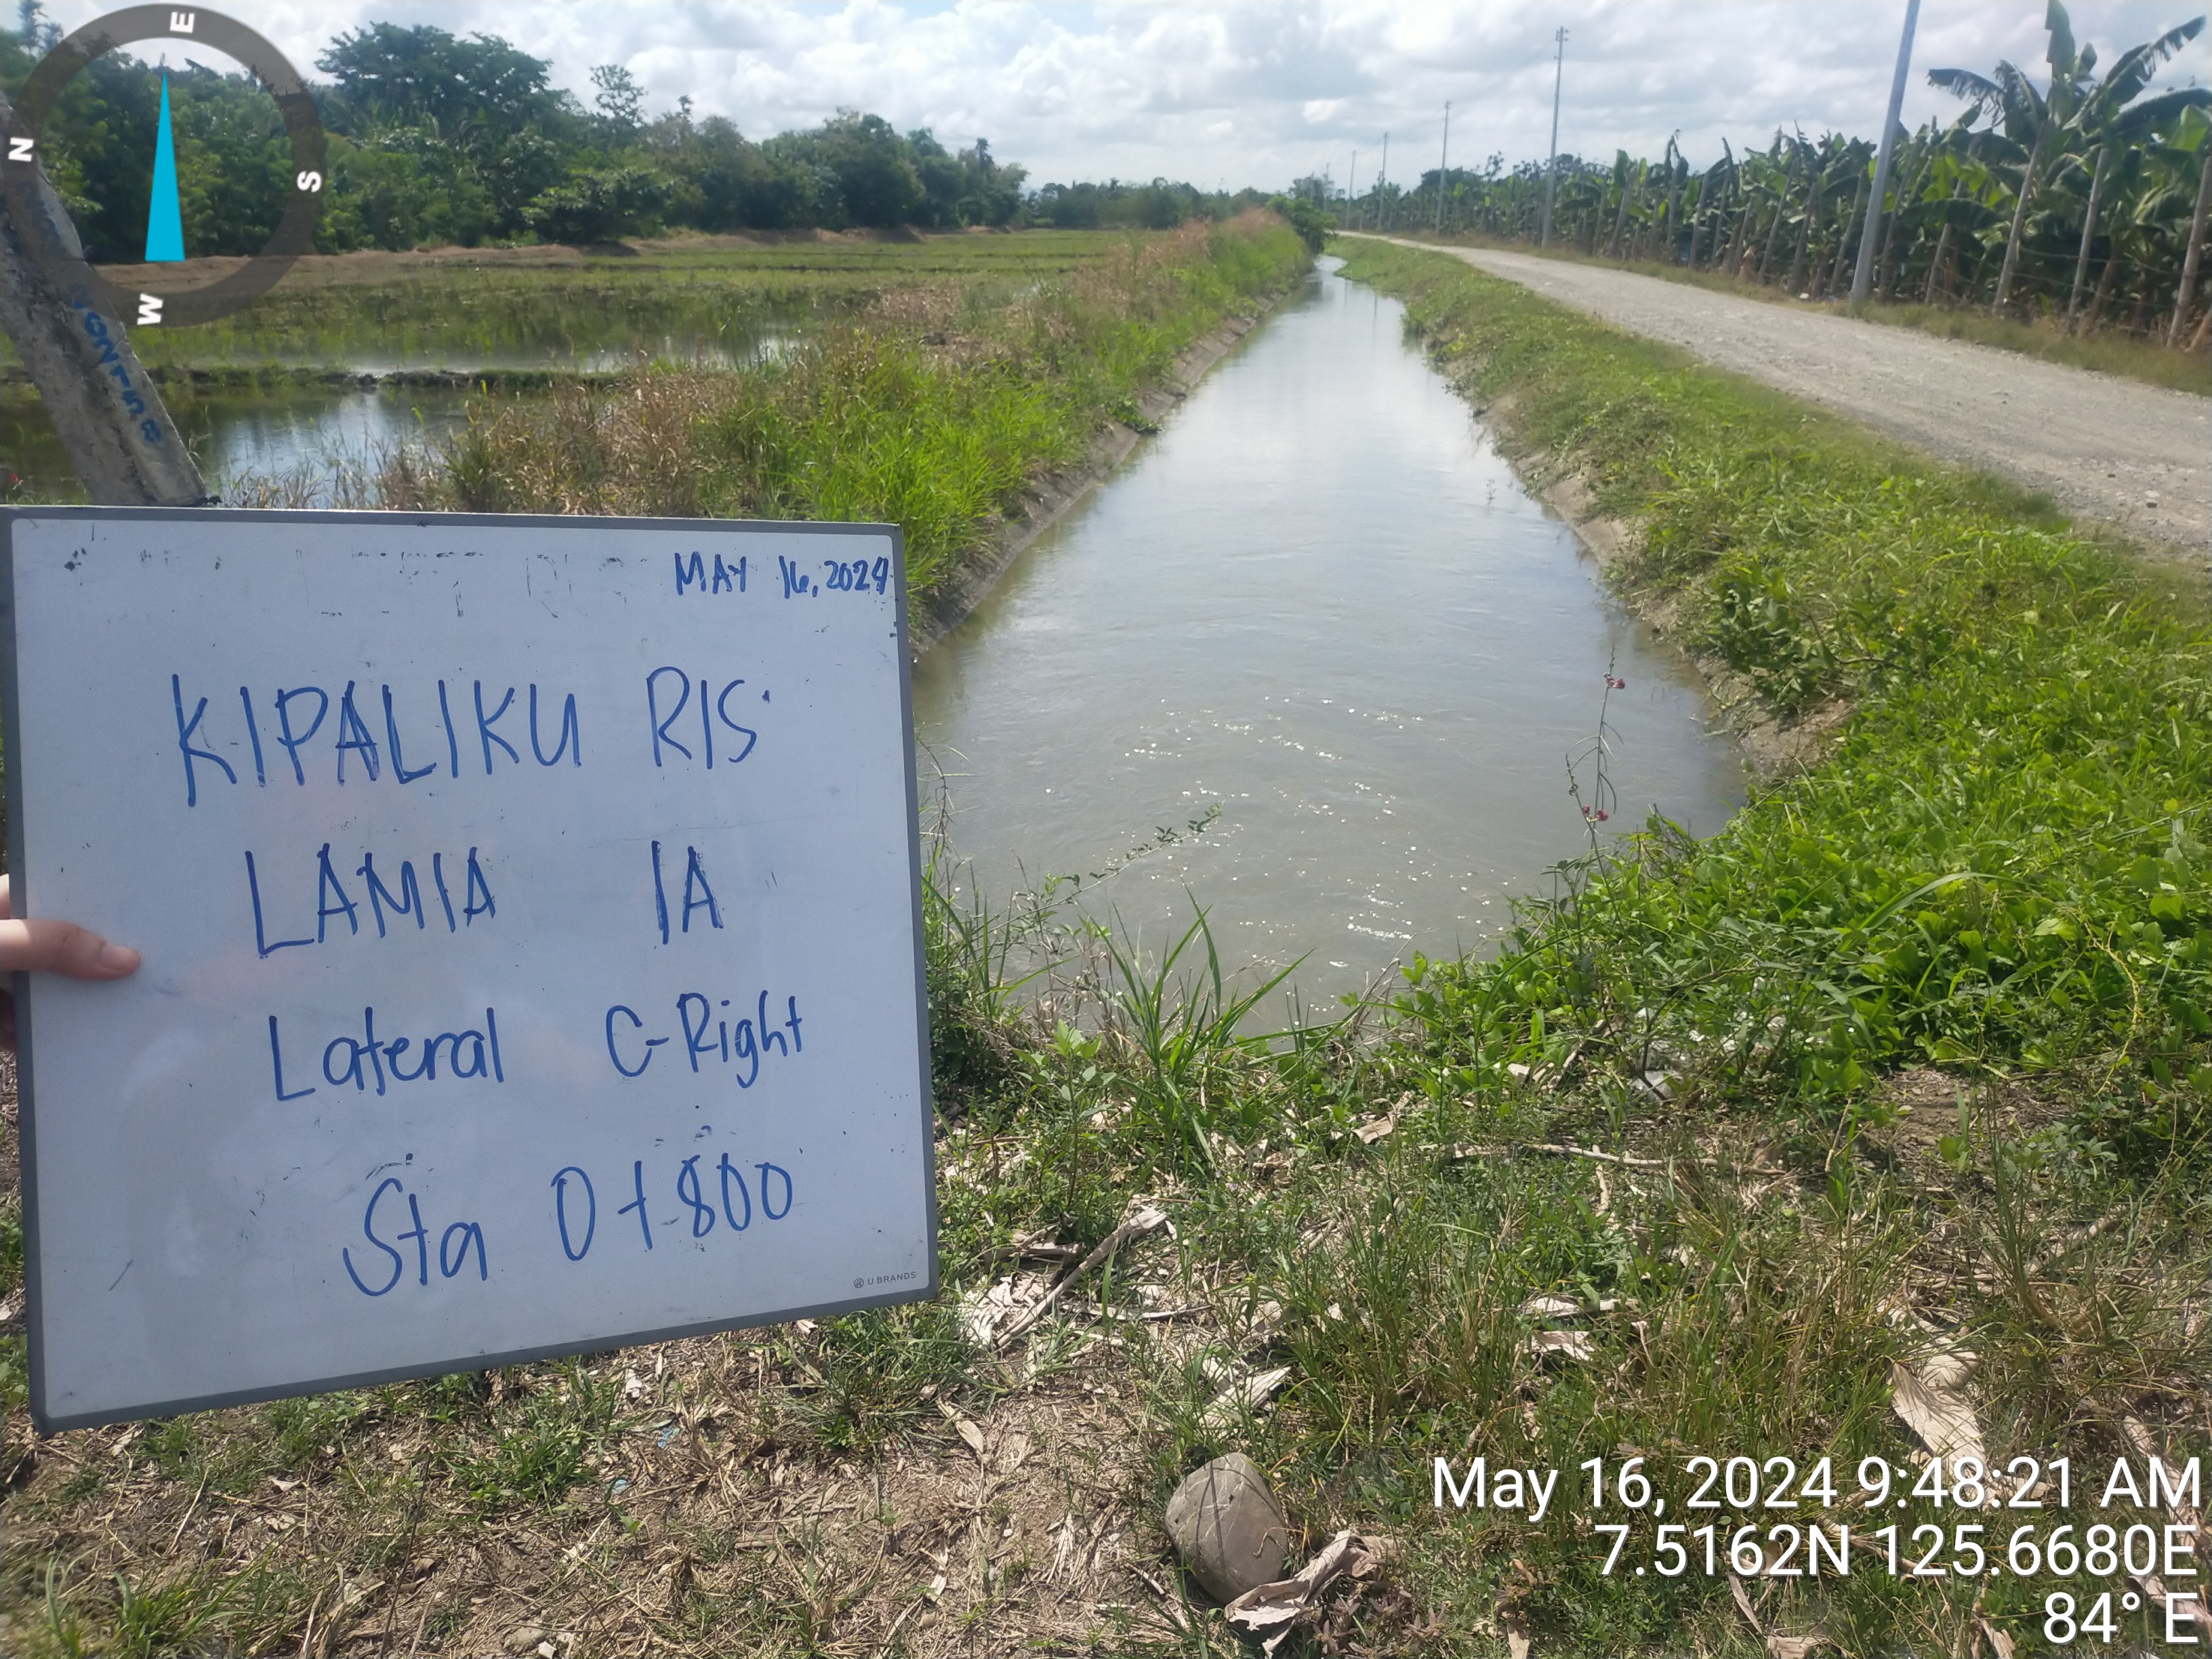 E
N
S
W
MAY 16, 2024
KIPALIKU RIS
LAMIA IA
Lateral C-Right
Sta 0+800
U BRANDS
May 16, 2024 9:48:21 AM
7.5162N 125.6680E
84° E